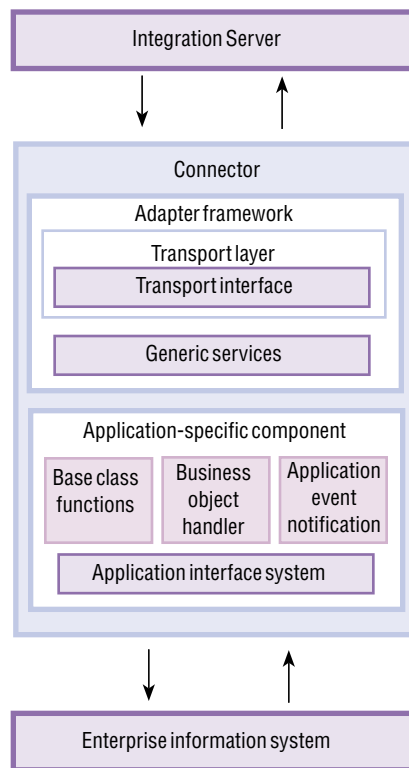 Integration Server
Connector
Adapter framework
Transport layer
Transport interface
Generic services
Application-specific component
Base class
functions
Business
object
handler
Application
event
notification
Application interface system
Enterprise information system